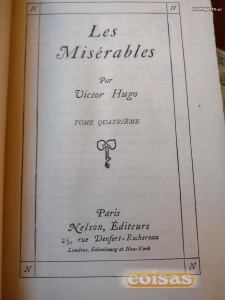 N N
Les
Misérables
Par
Victor Hugo
TOME QUATRIÈME
Paris
Nelson, Éditeurs
25, rue Denfert-Rochereau
Londres, Édimbourg et New-York
N N
coisas